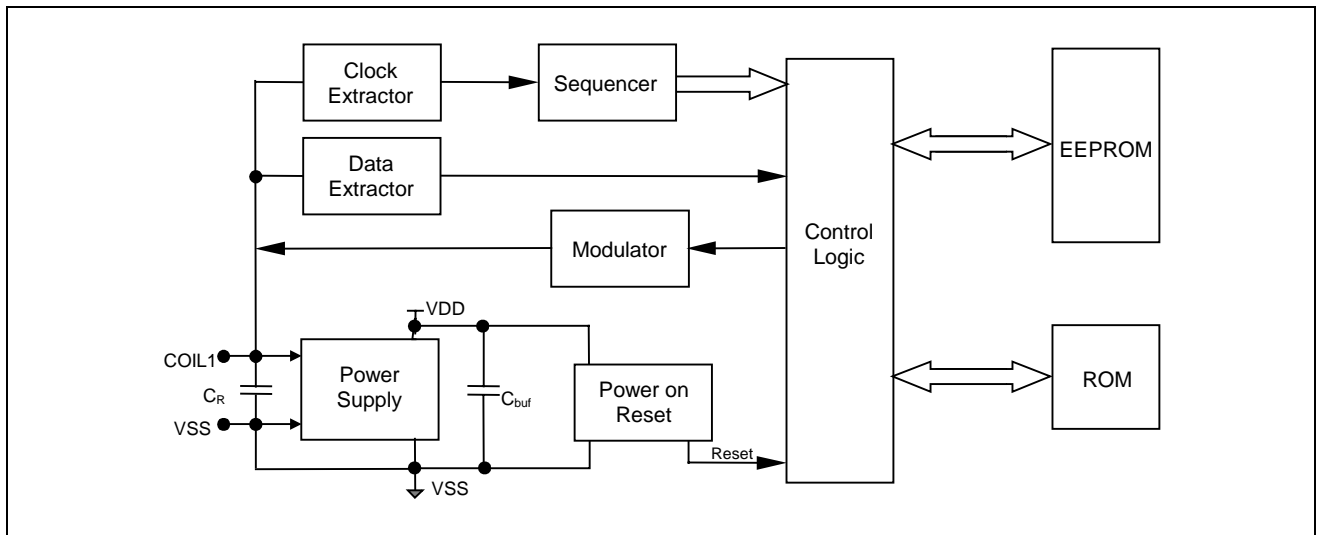 Clock
Extractor
Sequencer
EEPROM
Data
Extractor
Control
Logic
Modulator
VDD
COIL1
Power
Supply
CR
Cbuf
Power on
Reset
ROM
VSS
Reset
VSS